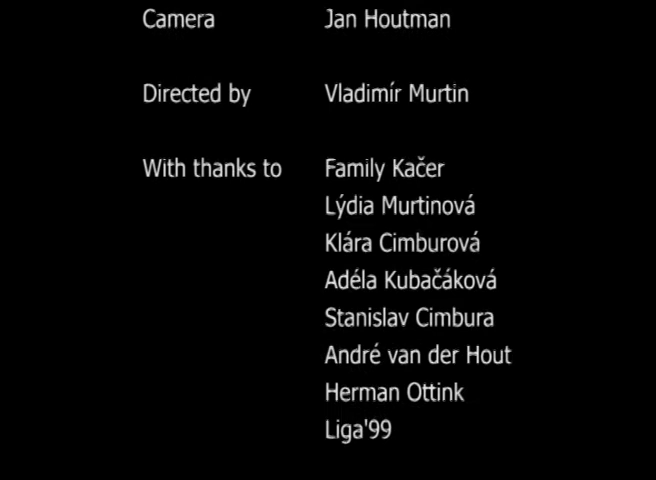 Camera Jan Houtman
Directed by Vladimír Murtin
With thanks to Family Kačer
Lýdia Murtinová
Klára Cimburová
Adéla Kubačáková
Stanislav Cimbura
André van der Hout
Herman Ottink
Liga'99